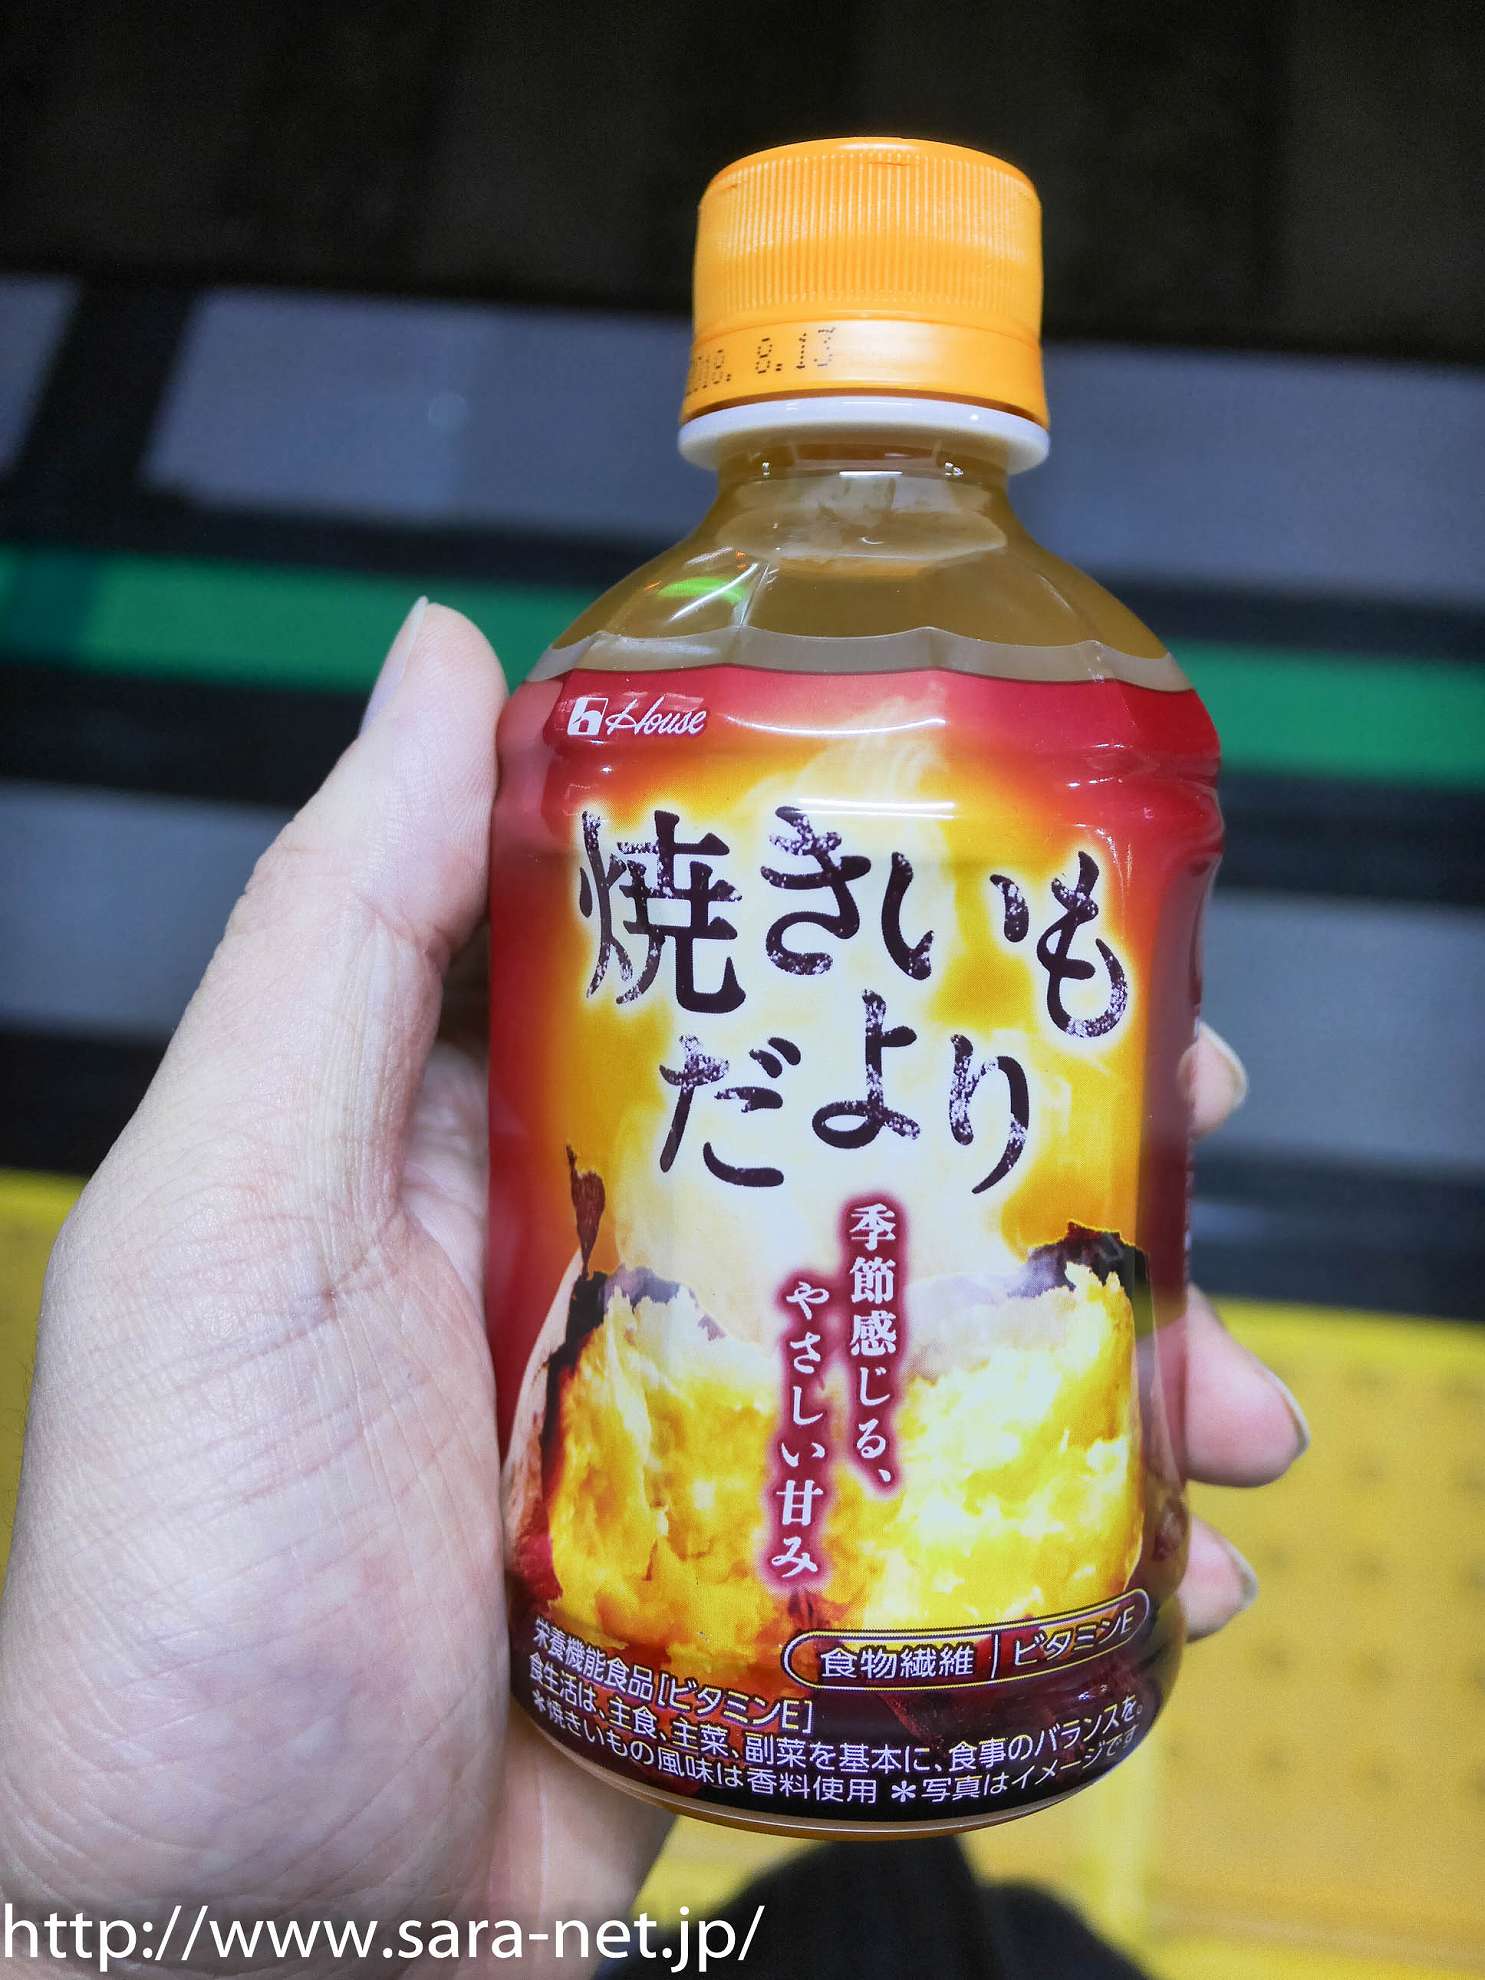 2018. 8.13
House
焼きいも
だより
季節感じる、
やさしい甘み
食物繊維 | ビタミンE
栄養機能食品[ビタミンE]
食生活は、主食、主菜、副菜を基本に、食事のバランスを。
＊焼きいもの風味は香料使用 ＊写真はイメージです
http://www.sara-net.jp/